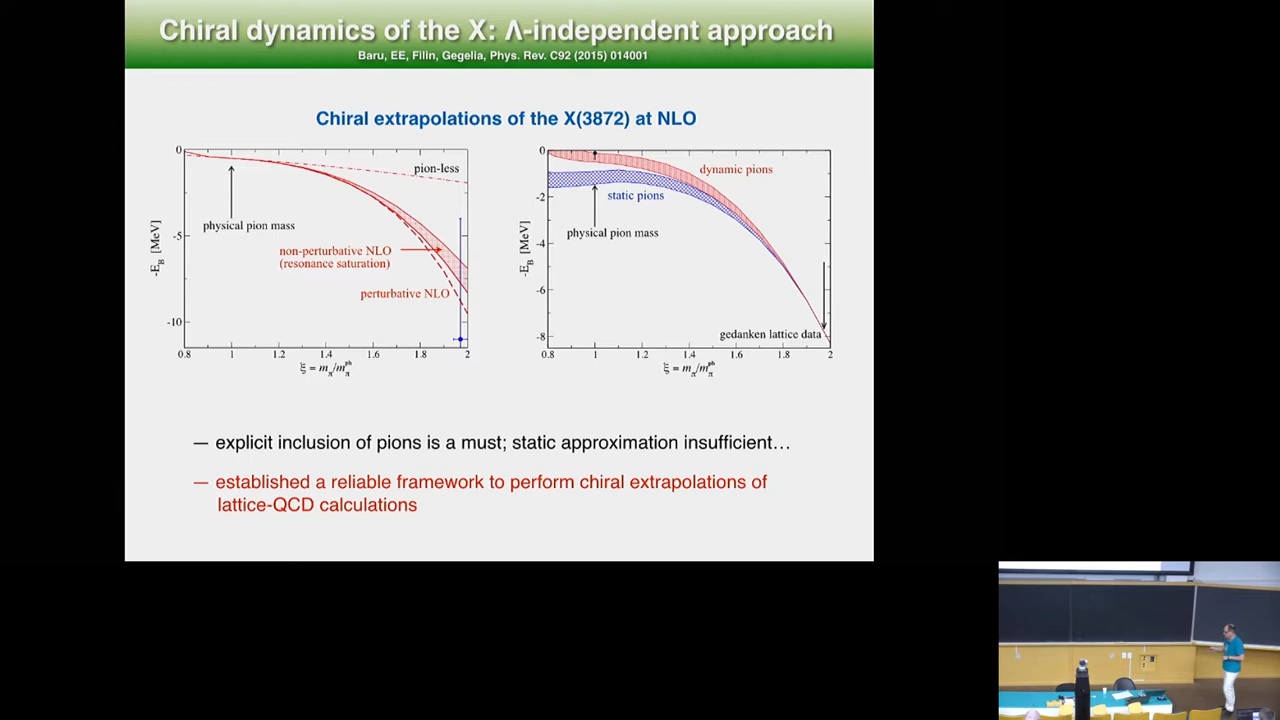 Chiral dynamics of the X: Λ-independent approach
Baru, EE, Filin, Gegelia, Phys. Rev. C92 (2015) 014001
Chiral extrapolations of the X(3872) at NLO
0
-5
-10
-E_B [MeV]
pion-less
physical pion mass
non-perturbative NLO
(resonance saturation)
perturbative NLO
0.8 1 1.2 1.4 1.6 1.8 2
ξ = m_π/m_π^ph
0
-2
-4
-6
-8
-E_B [MeV]
dynamic pions
static pions
physical pion mass
gedanken lattice data
0.8 1 1.2 1.4 1.6 1.8 2
ξ = m_π/m_π^ph
— explicit inclusion of pions is a must; static approximation insufficient…
— established a reliable framework to perform chiral extrapolations of
lattice-QCD calculations